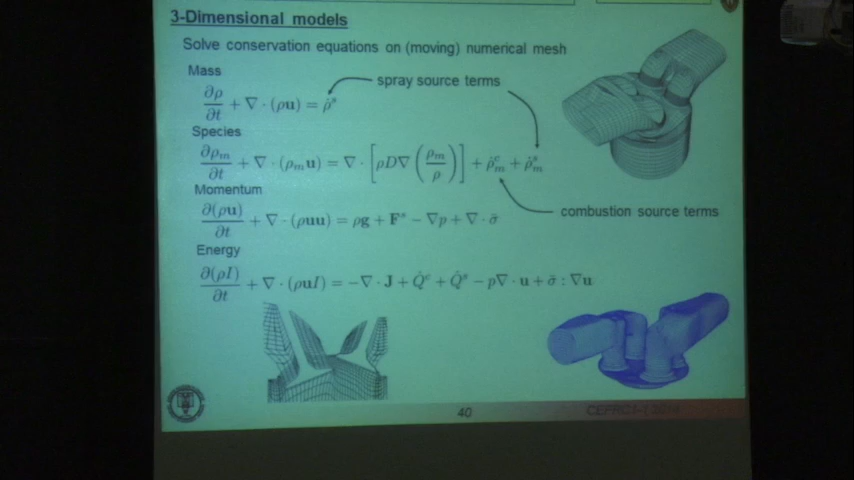 3-Dimensional models
Solve conservation equations on (moving) numerical mesh
Mass
spray source terms
∂ρ/∂t + ∇ · (ρu) = ρ̇ˢ
Species
∂ρₘ/∂t + ∇ · (ρₘu) = ∇ · [ρD∇(ρₘ/ρ)] + ρ̇ₘᶜ + ρ̇ₘˢ
Momentum
combustion source terms
∂(ρu)/∂t + ∇ · (ρuu) = ρg + Fˢ − ∇p + ∇ · σ̄
Energy
∂(ρI)/∂t + ∇ · (ρuI) = −∇ · J + Q̇ᶜ + Q̇ˢ − p∇ · u + σ̄ : ∇u
40